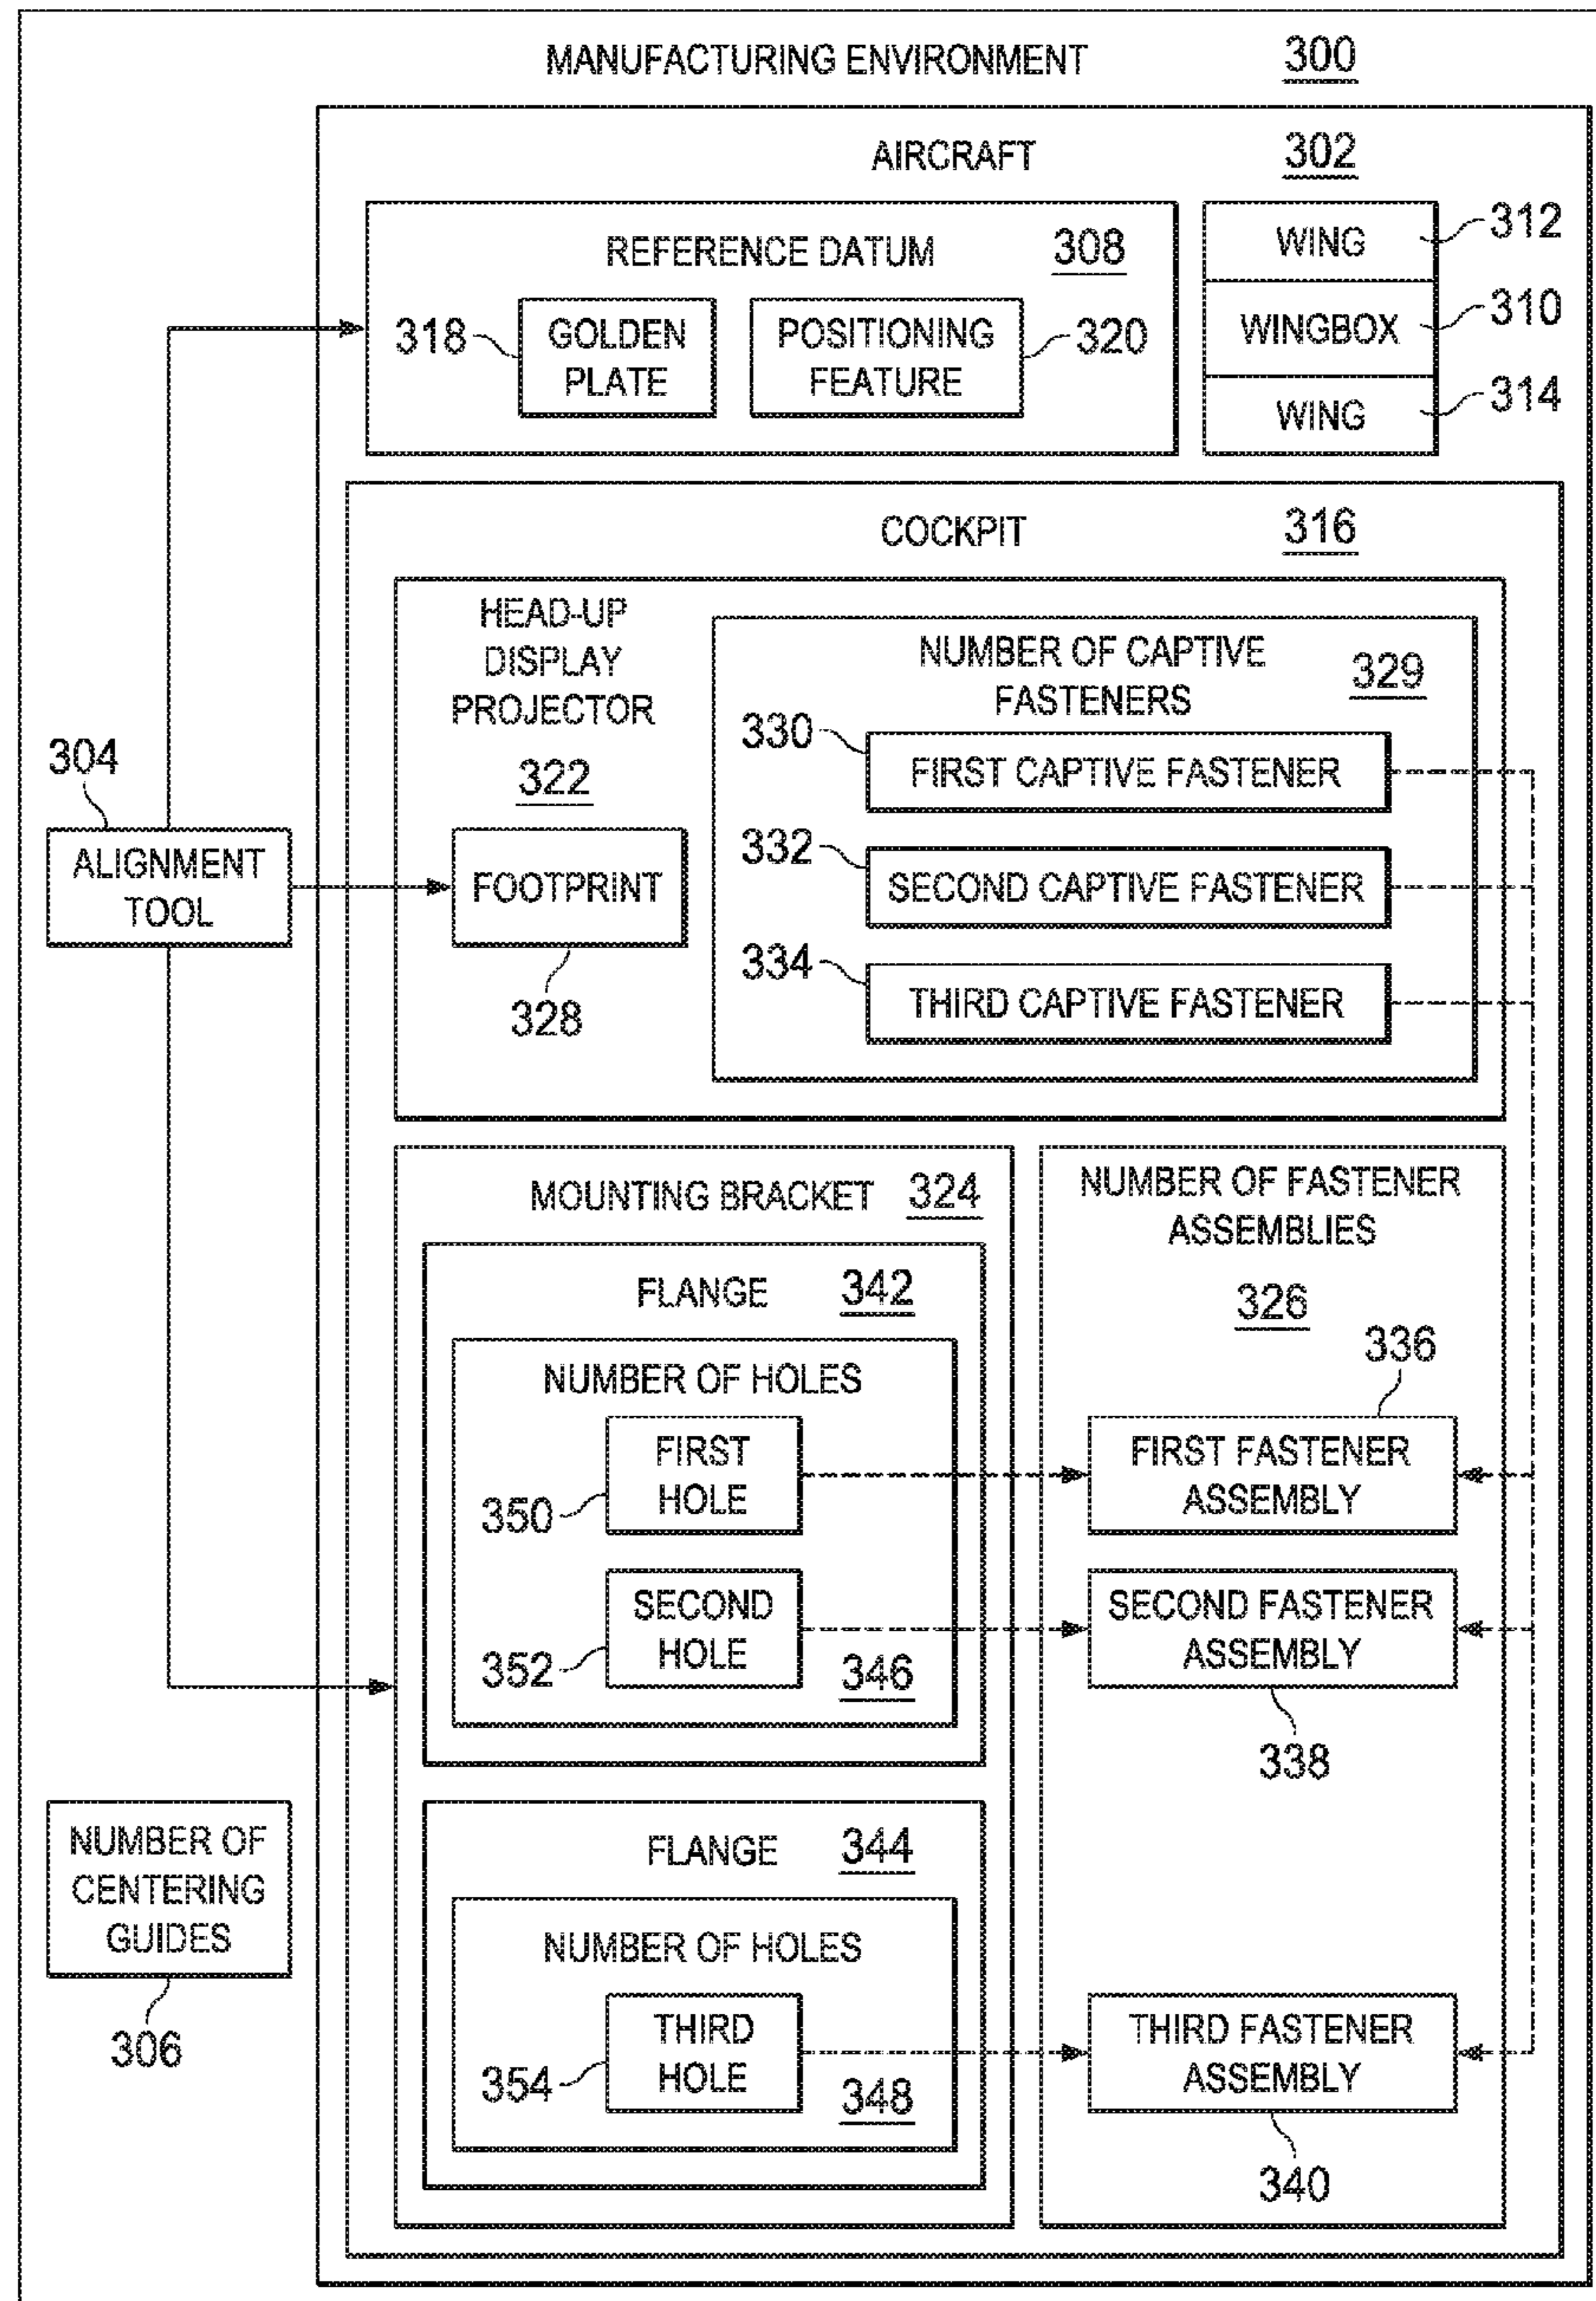 MANUFACTURING ENVIRONMENT 300
AIRCRAFT 302
REFERENCE DATUM 308
318
GOLDEN
PLATE
POSITIONING
FEATURE
320
WING
312
WINGBOX
310
WING
314
COCKPIT 316
HEAD-UP
DISPLAY
PROJECTOR
322
FOOTPRINT
328
NUMBER OF CAPTIVE
FASTENERS
329
330
FIRST CAPTIVE FASTENER
332
SECOND CAPTIVE FASTENER
334
THIRD CAPTIVE FASTENER
304
ALIGNMENT
TOOL
MOUNTING BRACKET 324
FLANGE 342
NUMBER OF HOLES
FIRST
HOLE
350
SECOND
HOLE
352
346
NUMBER OF FASTENER
ASSEMBLIES
326
336
FIRST FASTENER
ASSEMBLY
SECOND FASTENER
ASSEMBLY
338
NUMBER OF
CENTERING
GUIDES
306
FLANGE 344
NUMBER OF HOLES
THIRD
HOLE
354
348
THIRD FASTENER
ASSEMBLY
340